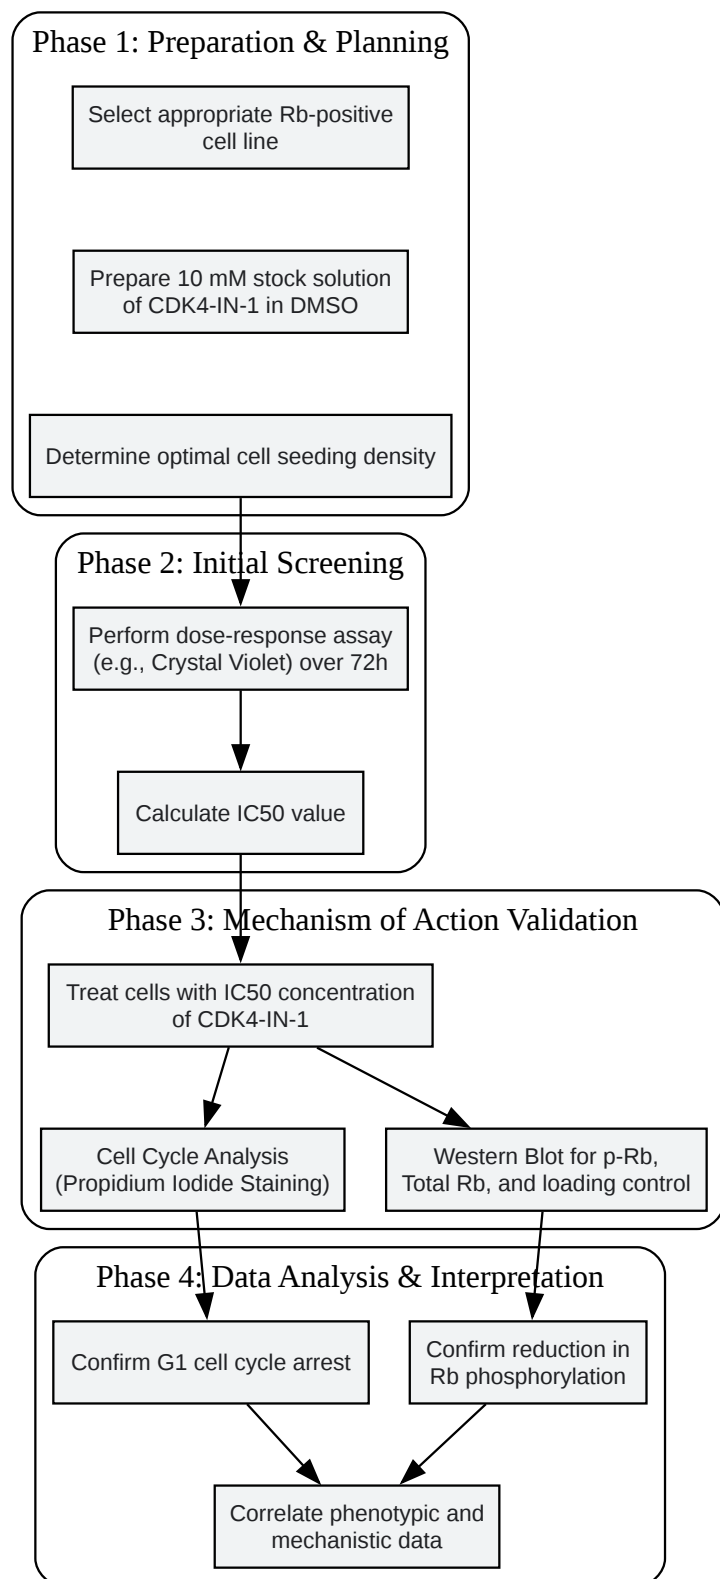 Phase 1: Preparation & Planning
Select appropriate Rb-positive
cell line
Prepare 10 mM stock solution
of CDK4-IN-1 in DMSO
Determine optimal cell seeding density
Phase 2: Initial Screening
Perform dose-response assay
(e.g., Crystal Violet) over 72h
Calculate IC50 value
Phase 3: Mechanism of Action Validation
Treat cells with IC50 concentration
of CDK4-IN-1
Cell Cycle Analysis
(Propidium Iodide Staining)
Western Blot for p-Rb,
Total Rb, and loading control
Phase 4: Data Analysis & Interpretation
Confirm G1 cell cycle arrest
Confirm reduction in
Rb phosphorylation
Correlate phenotypic and
mechanistic data